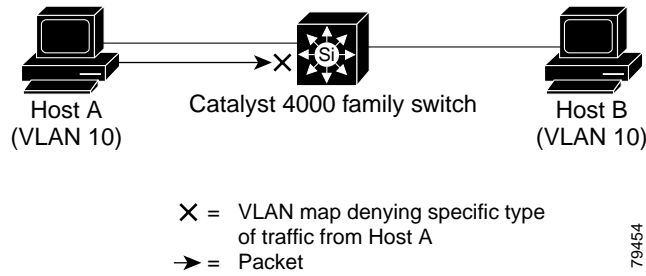 Si
Host A
(VLAN 10)
Catalyst 4000 family switch
Host B
(VLAN 10)
X = VLAN map denying specific type
of traffic from Host A
→ = Packet
79454